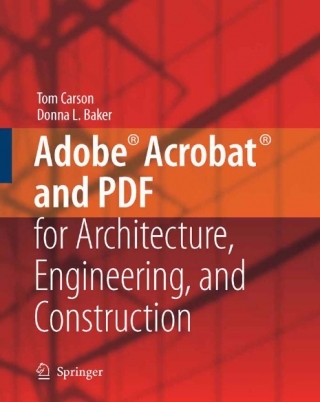 Tom Carson
Donna L. Baker
Adobe® Acrobat®
and PDF
for Architecture,
Engineering, and
Construction
Springer